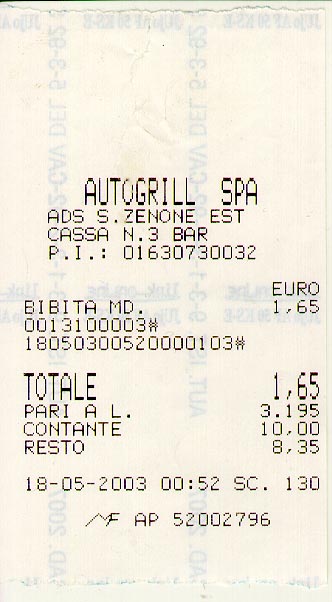 AUTOGRILL SPA
ADS S.ZENONE EST
CASSA N.3 BAR
P.I.: 01630730032
EURO
BIBITA MD. 1,65
0013100003#
18050300520000103#
TOTALE 1,65
PARI A L. 3.195
CONTANTE 10,00
RESTO 8,35
18-05-2003 00:52 SC. 130
MF AP 52002796